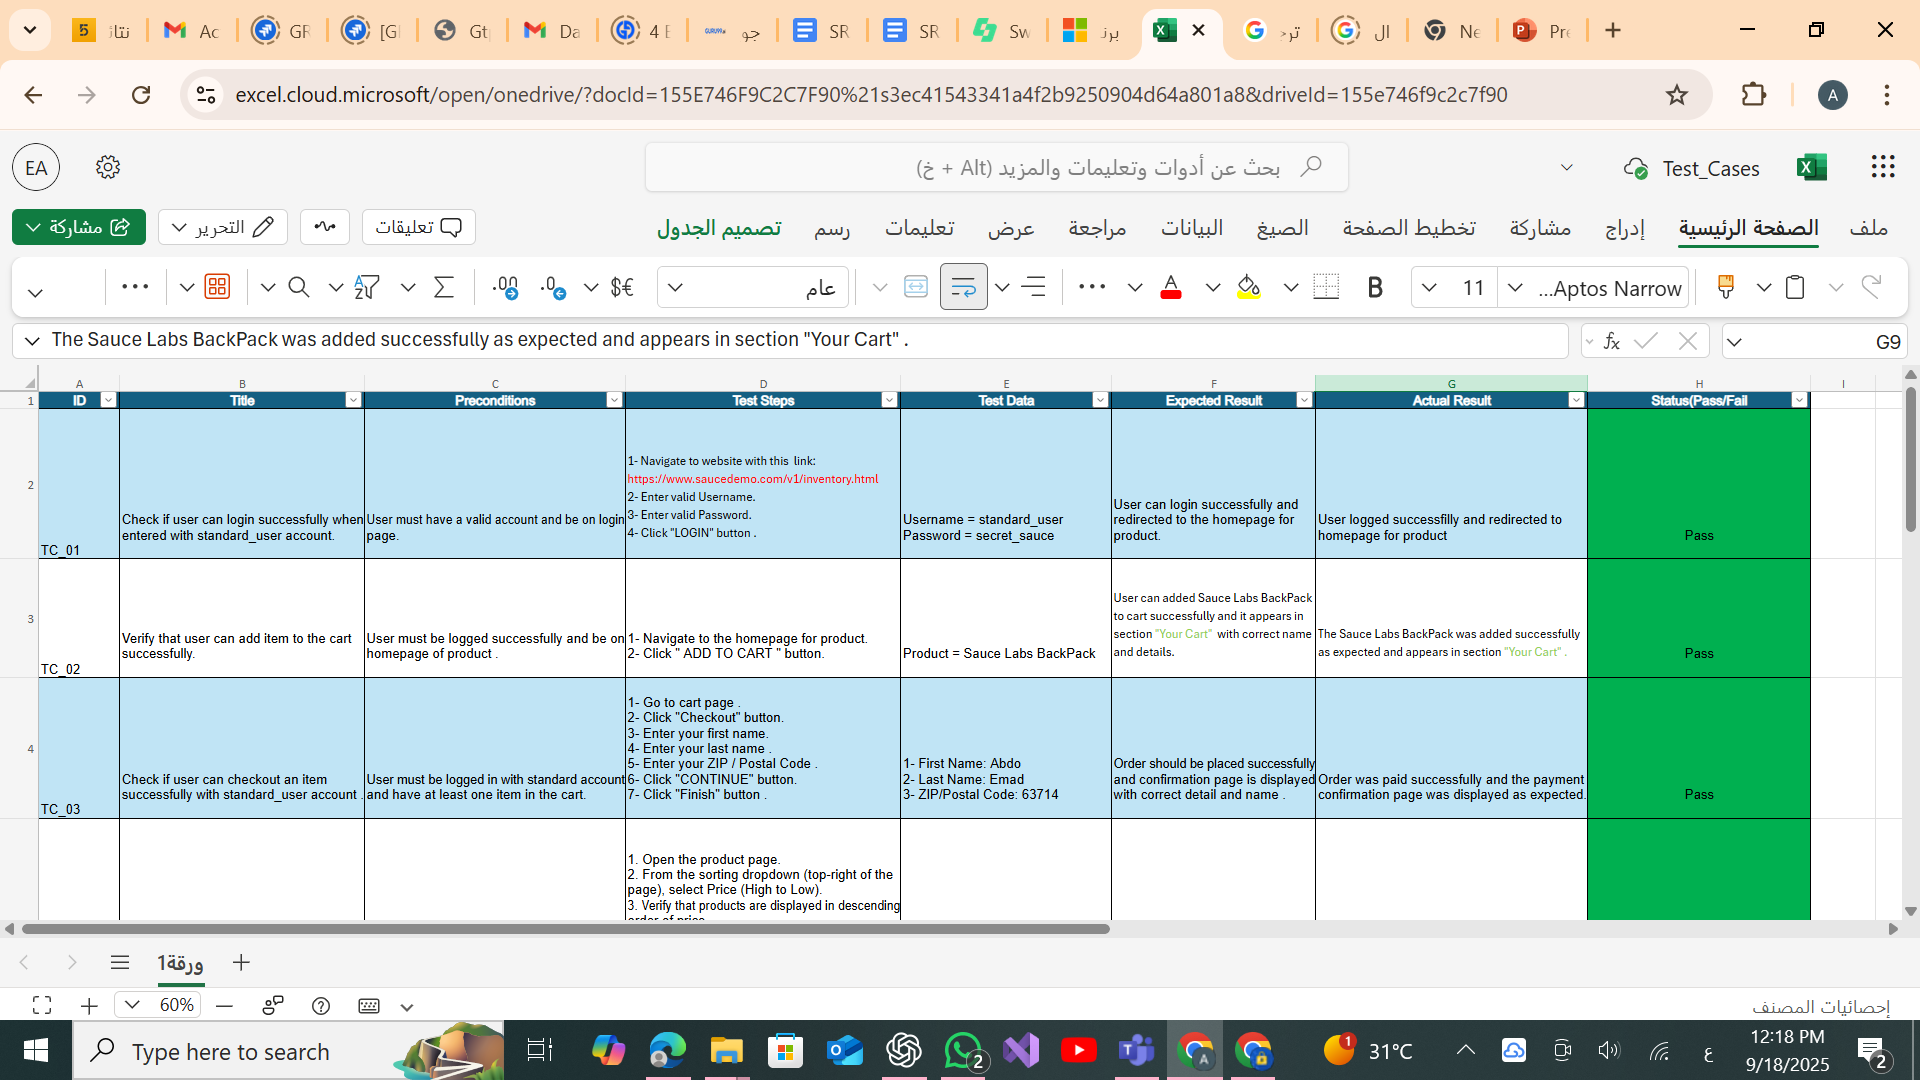 نتائ
Ac
GR
[GI
Gt
Da
4 E
جو
SR
SR
Sw
برن
تر
ال
Ne
Pre
excel.cloud.microsoft/open/onedrive/?docId=155E746F9C2C7F90%21s3ec41543341a4f2b9250904d64a801a8&driveId=155e746f9c2c7f90
A
EA
بحث عن أدوات وتعليمات والمزيد (Alt + خ)
Test_Cases
ملف
الصفحة الرئيسية
إدراج
مشاركة
تخطيط الصفحة
الصيغ
البيانات
مراجعة
عرض
تعليمات
رسم
تصميم الجدول
تعليقات
التحرير
مشاركة
Aptos Narrow...
11
B
عام
The Sauce Labs BackPack was added successfully as expected and appears in section "Your Cart" .
fx
G9
A B C D E F G H I
1 ID Title Preconditions Test Steps Test Data Expected Result Actual Result Status(Pass/Fail
2
TC_01
Check if user can login successfully when
entered with standard_user account.
User must have a valid account and be on login
page.
1- Navigate to website with this link:
https://www.saucedemo.com/v1/inventory.html
2- Enter valid Username.
3- Enter valid Password.
4- Click "LOGIN" button .
Username = standard_user
Password = secret_sauce
User can login successfully and
redirected to the homepage for
product.
User logged successfilly and redirected to
homepage for product
Pass
3
TC_02
Verify that user can add item to the cart
successfully.
User must be logged successfully and be on
homepage of product .
1- Navigate to the homepage for product.
2- Click " ADD TO CART " button.
Product = Sauce Labs BackPack
User can added Sauce Labs BackPack
to cart successfully and it appears in
section "Your Cart" with correct name
and details.
The Sauce Labs BackPack was added successfully
as expected and appears in section "Your Cart" .
Pass
4
TC_03
Check if user can checkout an item
successfully with standard_user account .
User must be logged in with standard account
and have at least one item in the cart.
1- Go to cart page .
2- Click "Checkout" button.
3- Enter your first name.
4- Enter your last name .
5- Enter your ZIP / Postal Code .
6- Click "CONTINUE" button.
7- Click "Finish" button .
1- First Name: Abdo
2- Last Name: Emad
3- ZIP/Postal Code: 63714
Order should be placed successfully
and confirmation page is displayed
with correct detail and name .
Order was paid successfully and the payment
confirmation page was displayed as expected.
Pass
1. Open the product page.
2. From the sorting dropdown (top-right of the
page), select Price (High to Low).
3. Verify that products are displayed in descending
order of price
ورقة1
60%
إحصائيات المصنف
Type here to search
2
1
31°C
ع
12:18 PM
9/18/2025
2